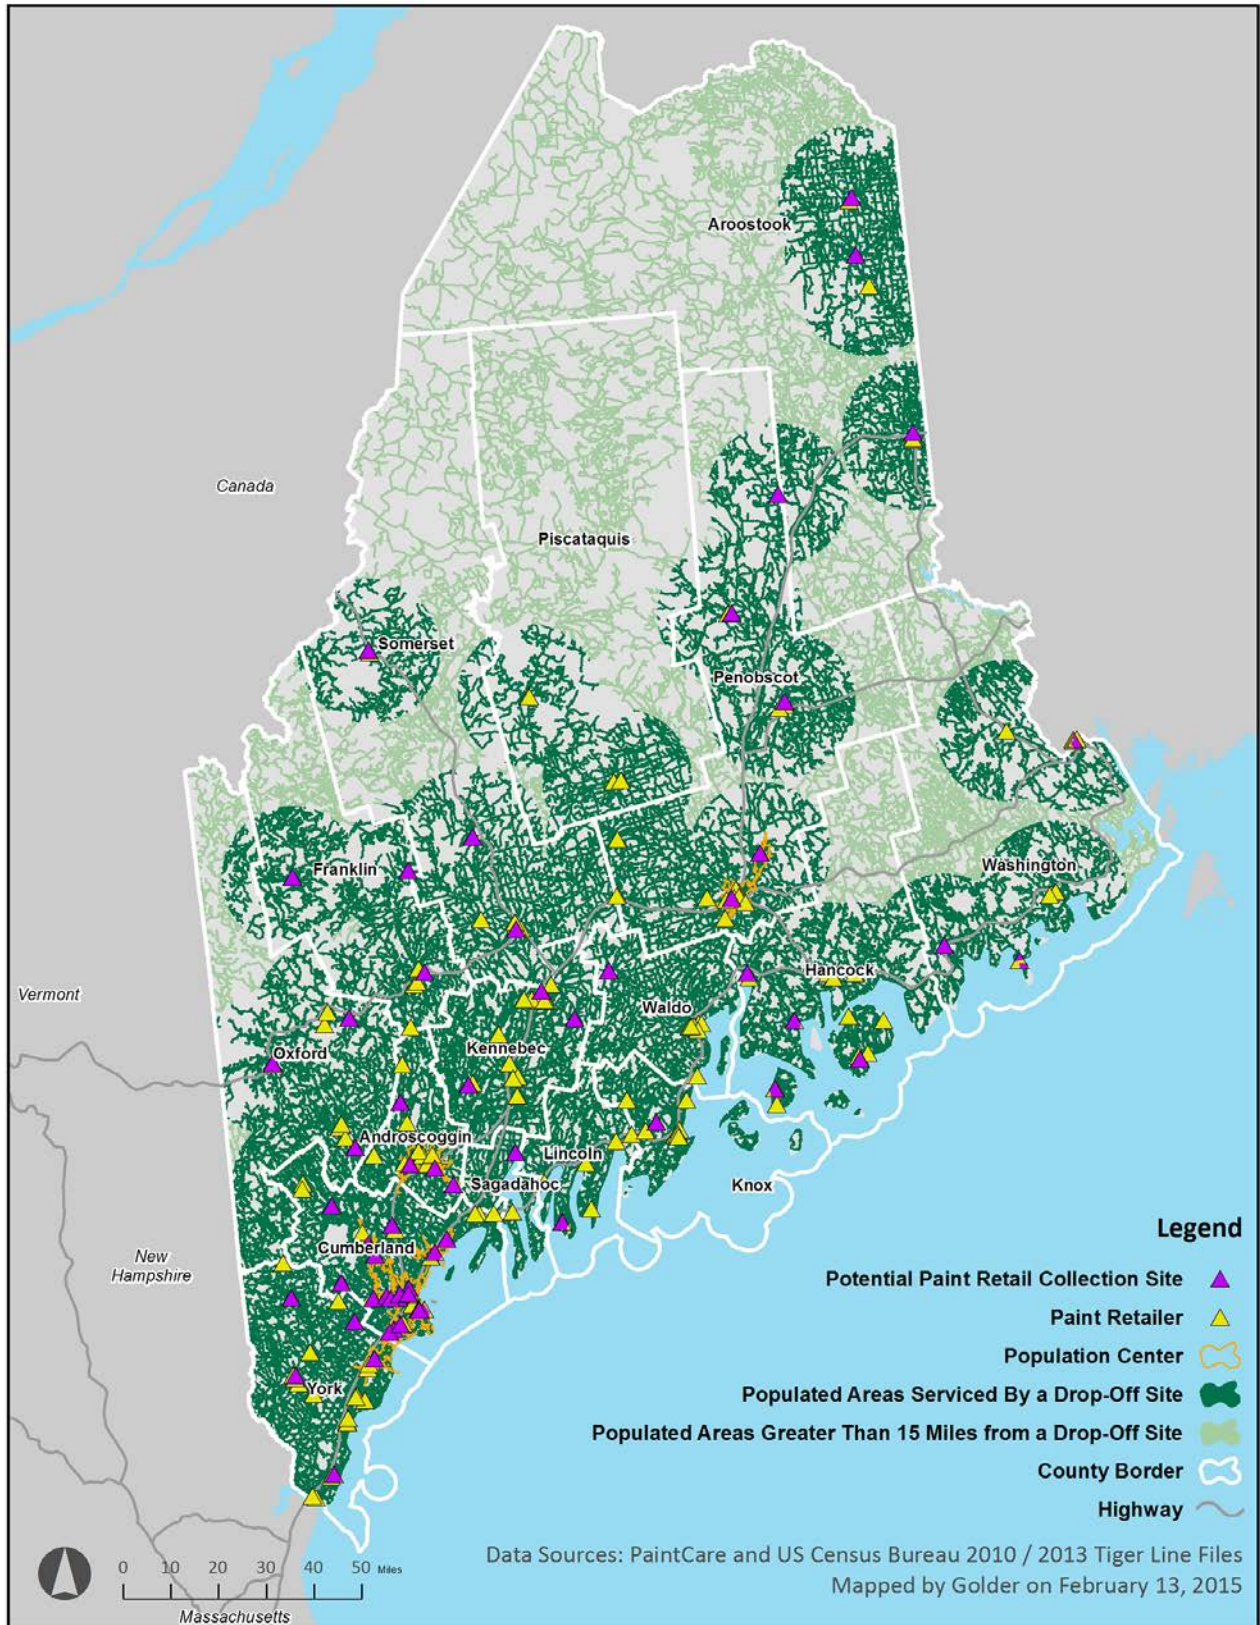 Aroostook
Canada
Piscataquis
Somerset
Penobscot
Franklin
Washington
Hancock
Vermont
Waldo
Kennebec
Oxford
Androscoggin
Lincoln
Sagadahoc
Knox
Cumberland
New
Hampshire
York
Legend
Potential Paint Retail Collection Site
Paint Retailer
Population Center
Populated Areas Serviced By a Drop-Off Site
Populated Areas Greater Than 15 Miles from a Drop-Off Site
County Border
Highway
0 10 20 30 40 50 Miles
Massachusetts
Data Sources: PaintCare and US Census Bureau 2010 / 2013 Tiger Line Files
Mapped by Golder on February 13, 2015